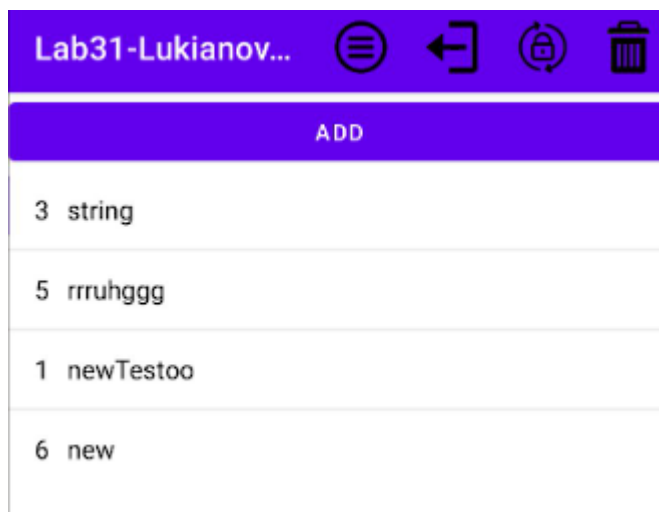 Lab31-Lukianov...
ADD
3 string
5 rrruhggg
1 newTestoo
6 new